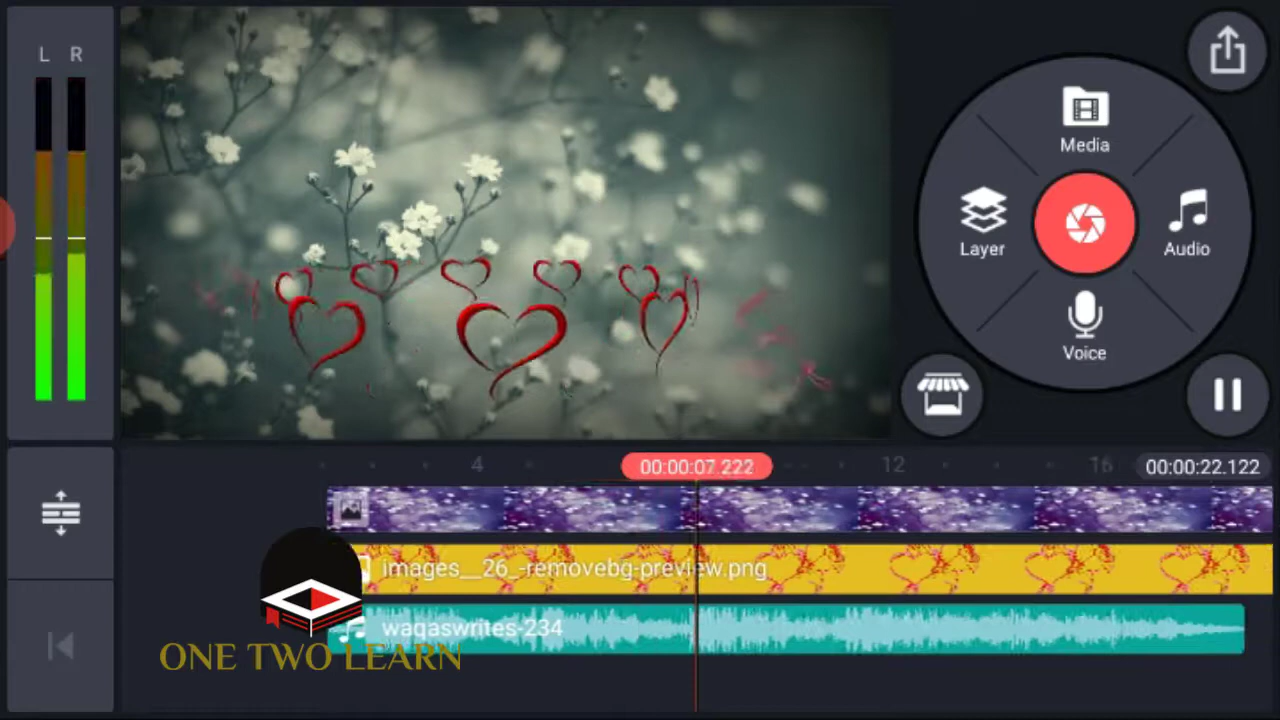 L R
Media
Layer
Audio
Voice
4
00:00:07.222
12
16
00:00:22.122
images__26_-removebg-preview.png
waqaswrites-234
ONE TWO LEARN